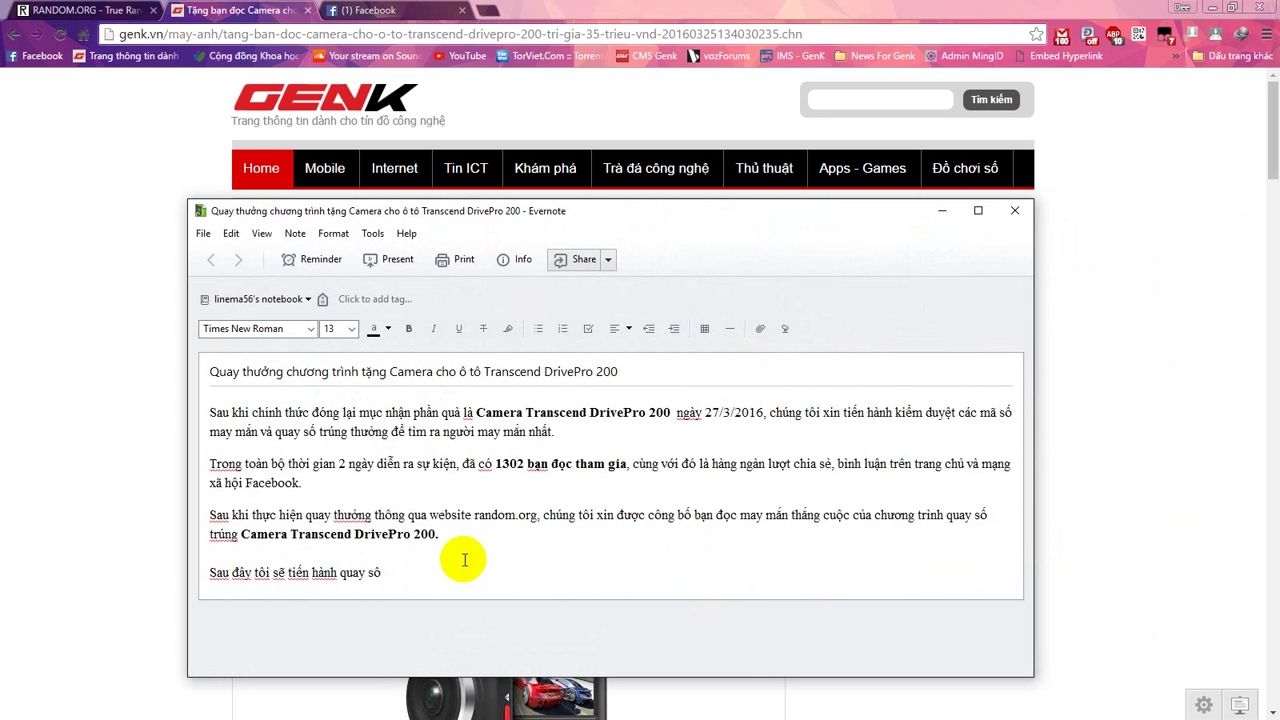 RANDOM.ORG - True Ran
Tặng bạn đọc Camera cho
(1) Facebook
Dee
genk.vn/may-anh/tang-ban-doc-camera-cho-o-to-transcend-drivepro-200-tri-gia-35-trieu-vnd-20160325134030235.chn
Facebook
Trang thông tin dành
Cộng đồng Khoa học
Your stream on Soun
YouTube
TorViet.Com :: Torrent
CMS Genk
vozForums
IMS - GenK
News For Genk
Admin MingID
Embed Hyperlink
Dấu trang khác
GENK
Trang thông tin dành cho tín đồ công nghệ
Tìm kiếm
Home Mobile Internet Tin ICT Khám phá Trà đá công nghệ Thủ thuật Apps - Games Đồ chơi số
Quay thưởng chương trình tặng Camera cho ô tô Transcend DrivePro 200 - Evernote
File Edit View Note Format Tools Help
Reminder Present Print Info Share
linema56's notebook Click to add tag...
Times New Roman 13 a B I U T
Quay thưởng chương trình tặng Camera cho ô tô Transcend DrivePro 200
Sau khi chính thức đóng lại mục nhận phần quà là Camera Transcend DrivePro 200 ngày 27/3/2016, chúng tôi xin tiến hành kiểm duyệt các mã số
may mắn và quay số trúng thưởng để tìm ra người may mắn nhất.
Trong toàn bộ thời gian 2 ngày diễn ra sự kiện, đã có 1302 bạn đọc tham gia, cùng với đó là hàng ngàn lượt chia sẻ, bình luận trên trang chủ và mạng
xã hội Facebook.
Sau khi thực hiện quay thưởng thông qua website random.org, chúng tôi xin được công bố bạn đọc may mắn thắng cuộc của chương trình quay số
trúng Camera Transcend DrivePro 200.
Sau đây tôi sẽ tiến hành quay sô